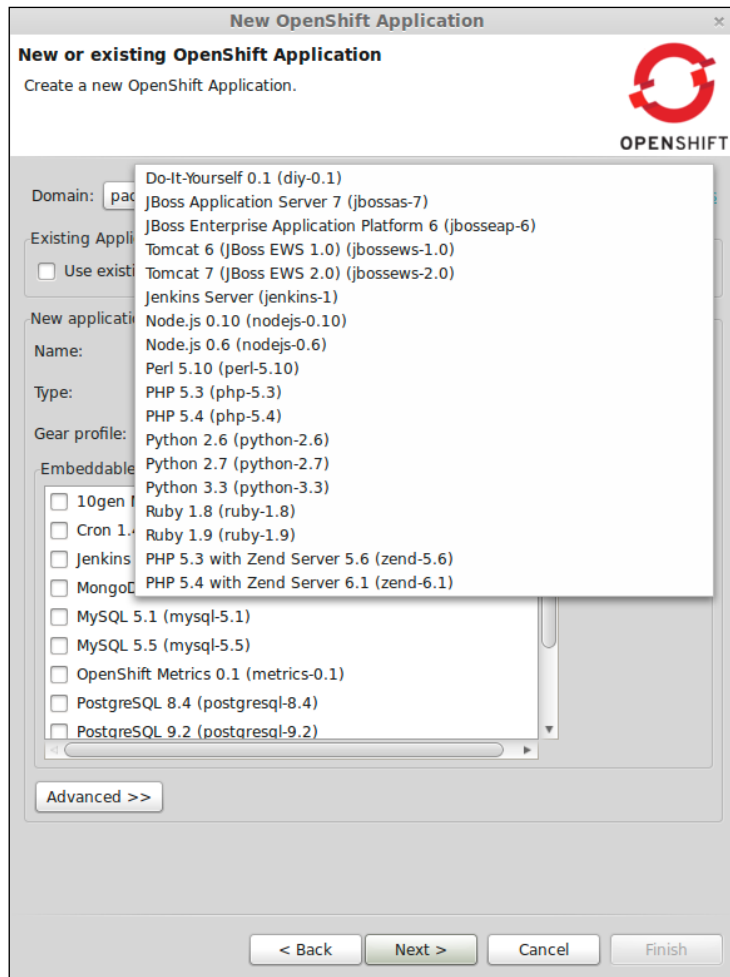 New OpenShift Application
New or existing OpenShift Application
Create a new OpenShift Application.
OPENSHIFT
Domain:
Do-It-Yourself 0.1 (diy-0.1)
JBoss Application Server 7 (jbossas-7)
JBoss Enterprise Application Platform 6 (jbosseap-6)
Existing
Tomcat 6 (JBoss EWS 1.0) (jbossews-1.0)
Use
Tomcat 7 (JBoss EWS 2.0) (jbossews-2.0)
Jenkins Server (jenkins-1)
New
Node.js 0.10 (nodejs-0.10)
Name:
Node.js 0.6 (nodejs-0.6)
Perl 5.10 (perl-5.10)
Type:
PHP 5.3 (php-5.3)
PHP 5.4 (php-5.4)
Gear profile:
Python 2.6 (python-2.6)
Python 2.7 (python-2.7)
Embeddable
Python 3.3 (python-3.3)
10gen
Ruby 1.8 (ruby-1.8)
Cron
Ruby 1.9 (ruby-1.9)
Jenkins
PHP 5.3 with Zend Server 5.6 (zend-5.6)
PHP 5.4 with Zend Server 6.1 (zend-6.1)
MySQL 5.1 (mysql-5.1)
MySQL 5.5 (mysql-5.5)
OpenShift Metrics 0.1 (metrics-0.1)
PostgreSQL 8.4 (postgresql-8.4)
PostgreSQL 9.2 (postgresql-9.2)
Advanced >>
< Back
Next >
Cancel
Finish